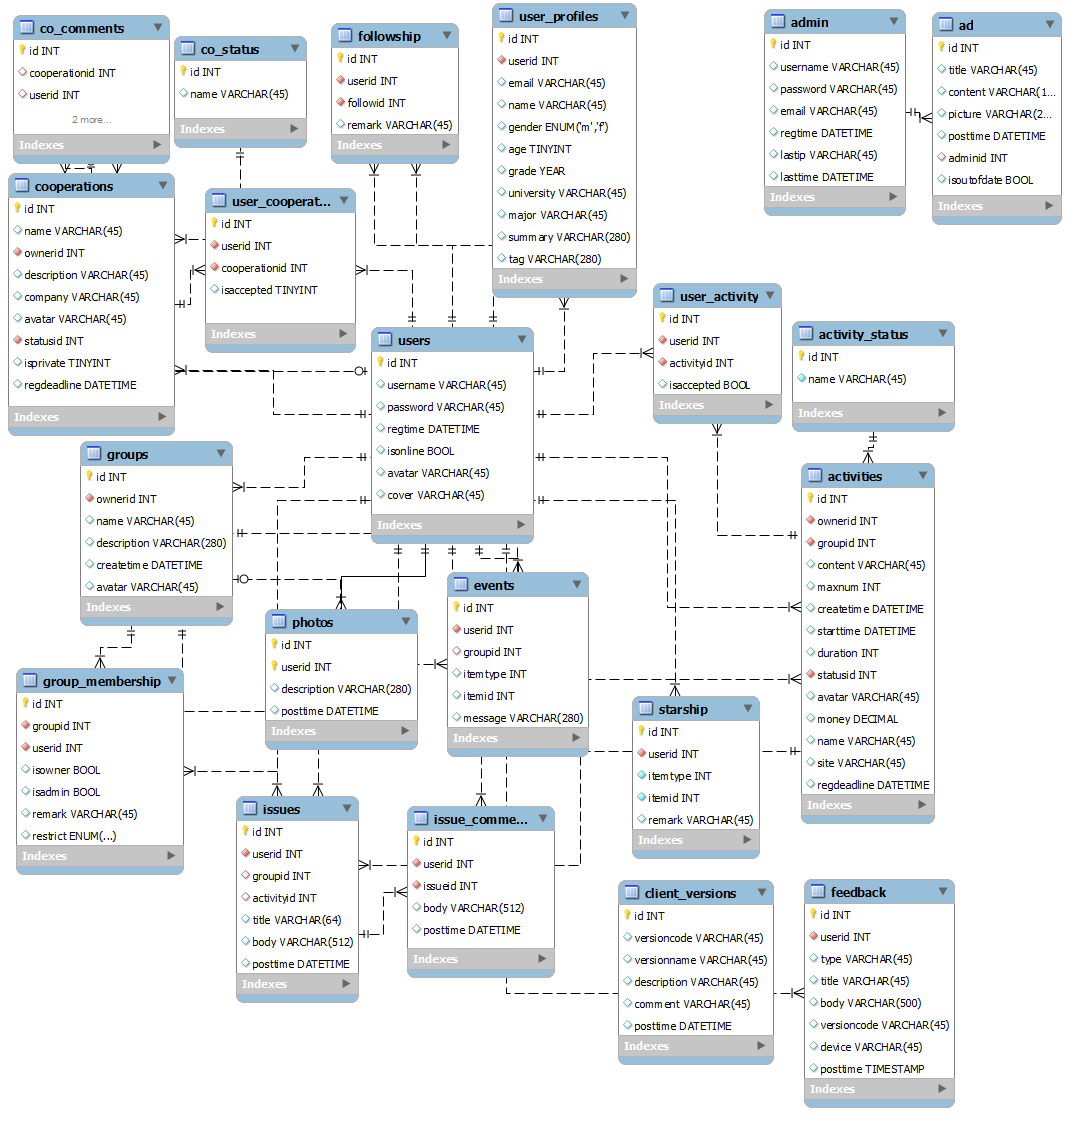 co_comments
id INT
cooperationid INT
userid INT
2 more...
Indexes
co_status
id INT
name VARCHAR(45)
Indexes
followship
id INT
userid INT
followid INT
remark VARCHAR(45)
Indexes
user_profiles
id INT
userid INT
email VARCHAR(45)
name VARCHAR(45)
gender ENUM('m','f')
age TINYINT
grade YEAR
university VARCHAR(45)
major VARCHAR(45)
summary VARCHAR(280)
tag VARCHAR(280)
Indexes
admin
id INT
username VARCHAR(45)
password VARCHAR(45)
email VARCHAR(45)
regtime DATETIME
lastip VARCHAR(45)
lasttime DATETIME
Indexes
ad
id INT
title VARCHAR(45)
content VARCHAR(1...
picture VARCHAR(2...
posttime DATETIME
adminid INT
isoutofdate BOOL
Indexes
cooperations
id INT
name VARCHAR(45)
ownerid INT
description VARCHAR(45)
company VARCHAR(45)
avatar VARCHAR(45)
statusid INT
isprivate TINYINT
regdeadline DATETIME
Indexes
user_cooperat...
id INT
userid INT
cooperationid INT
isaccepted TINYINT
Indexes
users
id INT
username VARCHAR(45)
password VARCHAR(45)
regtime DATETIME
isonline BOOL
avatar VARCHAR(45)
cover VARCHAR(45)
Indexes
user_activity
id INT
userid INT
activityid INT
isaccepted BOOL
Indexes
activity_status
id INT
name VARCHAR(45)
Indexes
groups
id INT
ownerid INT
name VARCHAR(45)
description VARCHAR(280)
createtime DATETIME
avatar VARCHAR(45)
Indexes
activities
id INT
ownerid INT
groupid INT
content VARCHAR(45)
maxnum INT
createtime DATETIME
starttime DATETIME
duration INT
statusid INT
avatar VARCHAR(45)
money DECIMAL
name VARCHAR(45)
site VARCHAR(45)
regdeadline DATETIME
Indexes
photos
id INT
userid INT
description VARCHAR(280)
posttime DATETIME
Indexes
events
id INT
userid INT
groupid INT
itemtype INT
itemid INT
message VARCHAR(280)
Indexes
group_membership
id INT
groupid INT
userid INT
isowner BOOL
isadmin BOOL
remark VARCHAR(45)
restrict ENUM(...)
Indexes
starship
id INT
userid INT
itemtype INT
itemid INT
remark VARCHAR(45)
Indexes
issues
id INT
userid INT
groupid INT
activityid INT
title VARCHAR(64)
body VARCHAR(512)
posttime DATETIME
Indexes
issue_comme...
id INT
userid INT
issueid INT
body VARCHAR(512)
posttime DATETIME
Indexes
client_versions
id INT
versioncode VARCHAR(45)
versionname VARCHAR(45)
description VARCHAR(45)
comment VARCHAR(45)
posttime DATETIME
Indexes
feedback
id INT
userid INT
type VARCHAR(45)
title VARCHAR(45)
body VARCHAR(500)
versioncode VARCHAR(45)
device VARCHAR(45)
posttime TIMESTAMP
Indexes